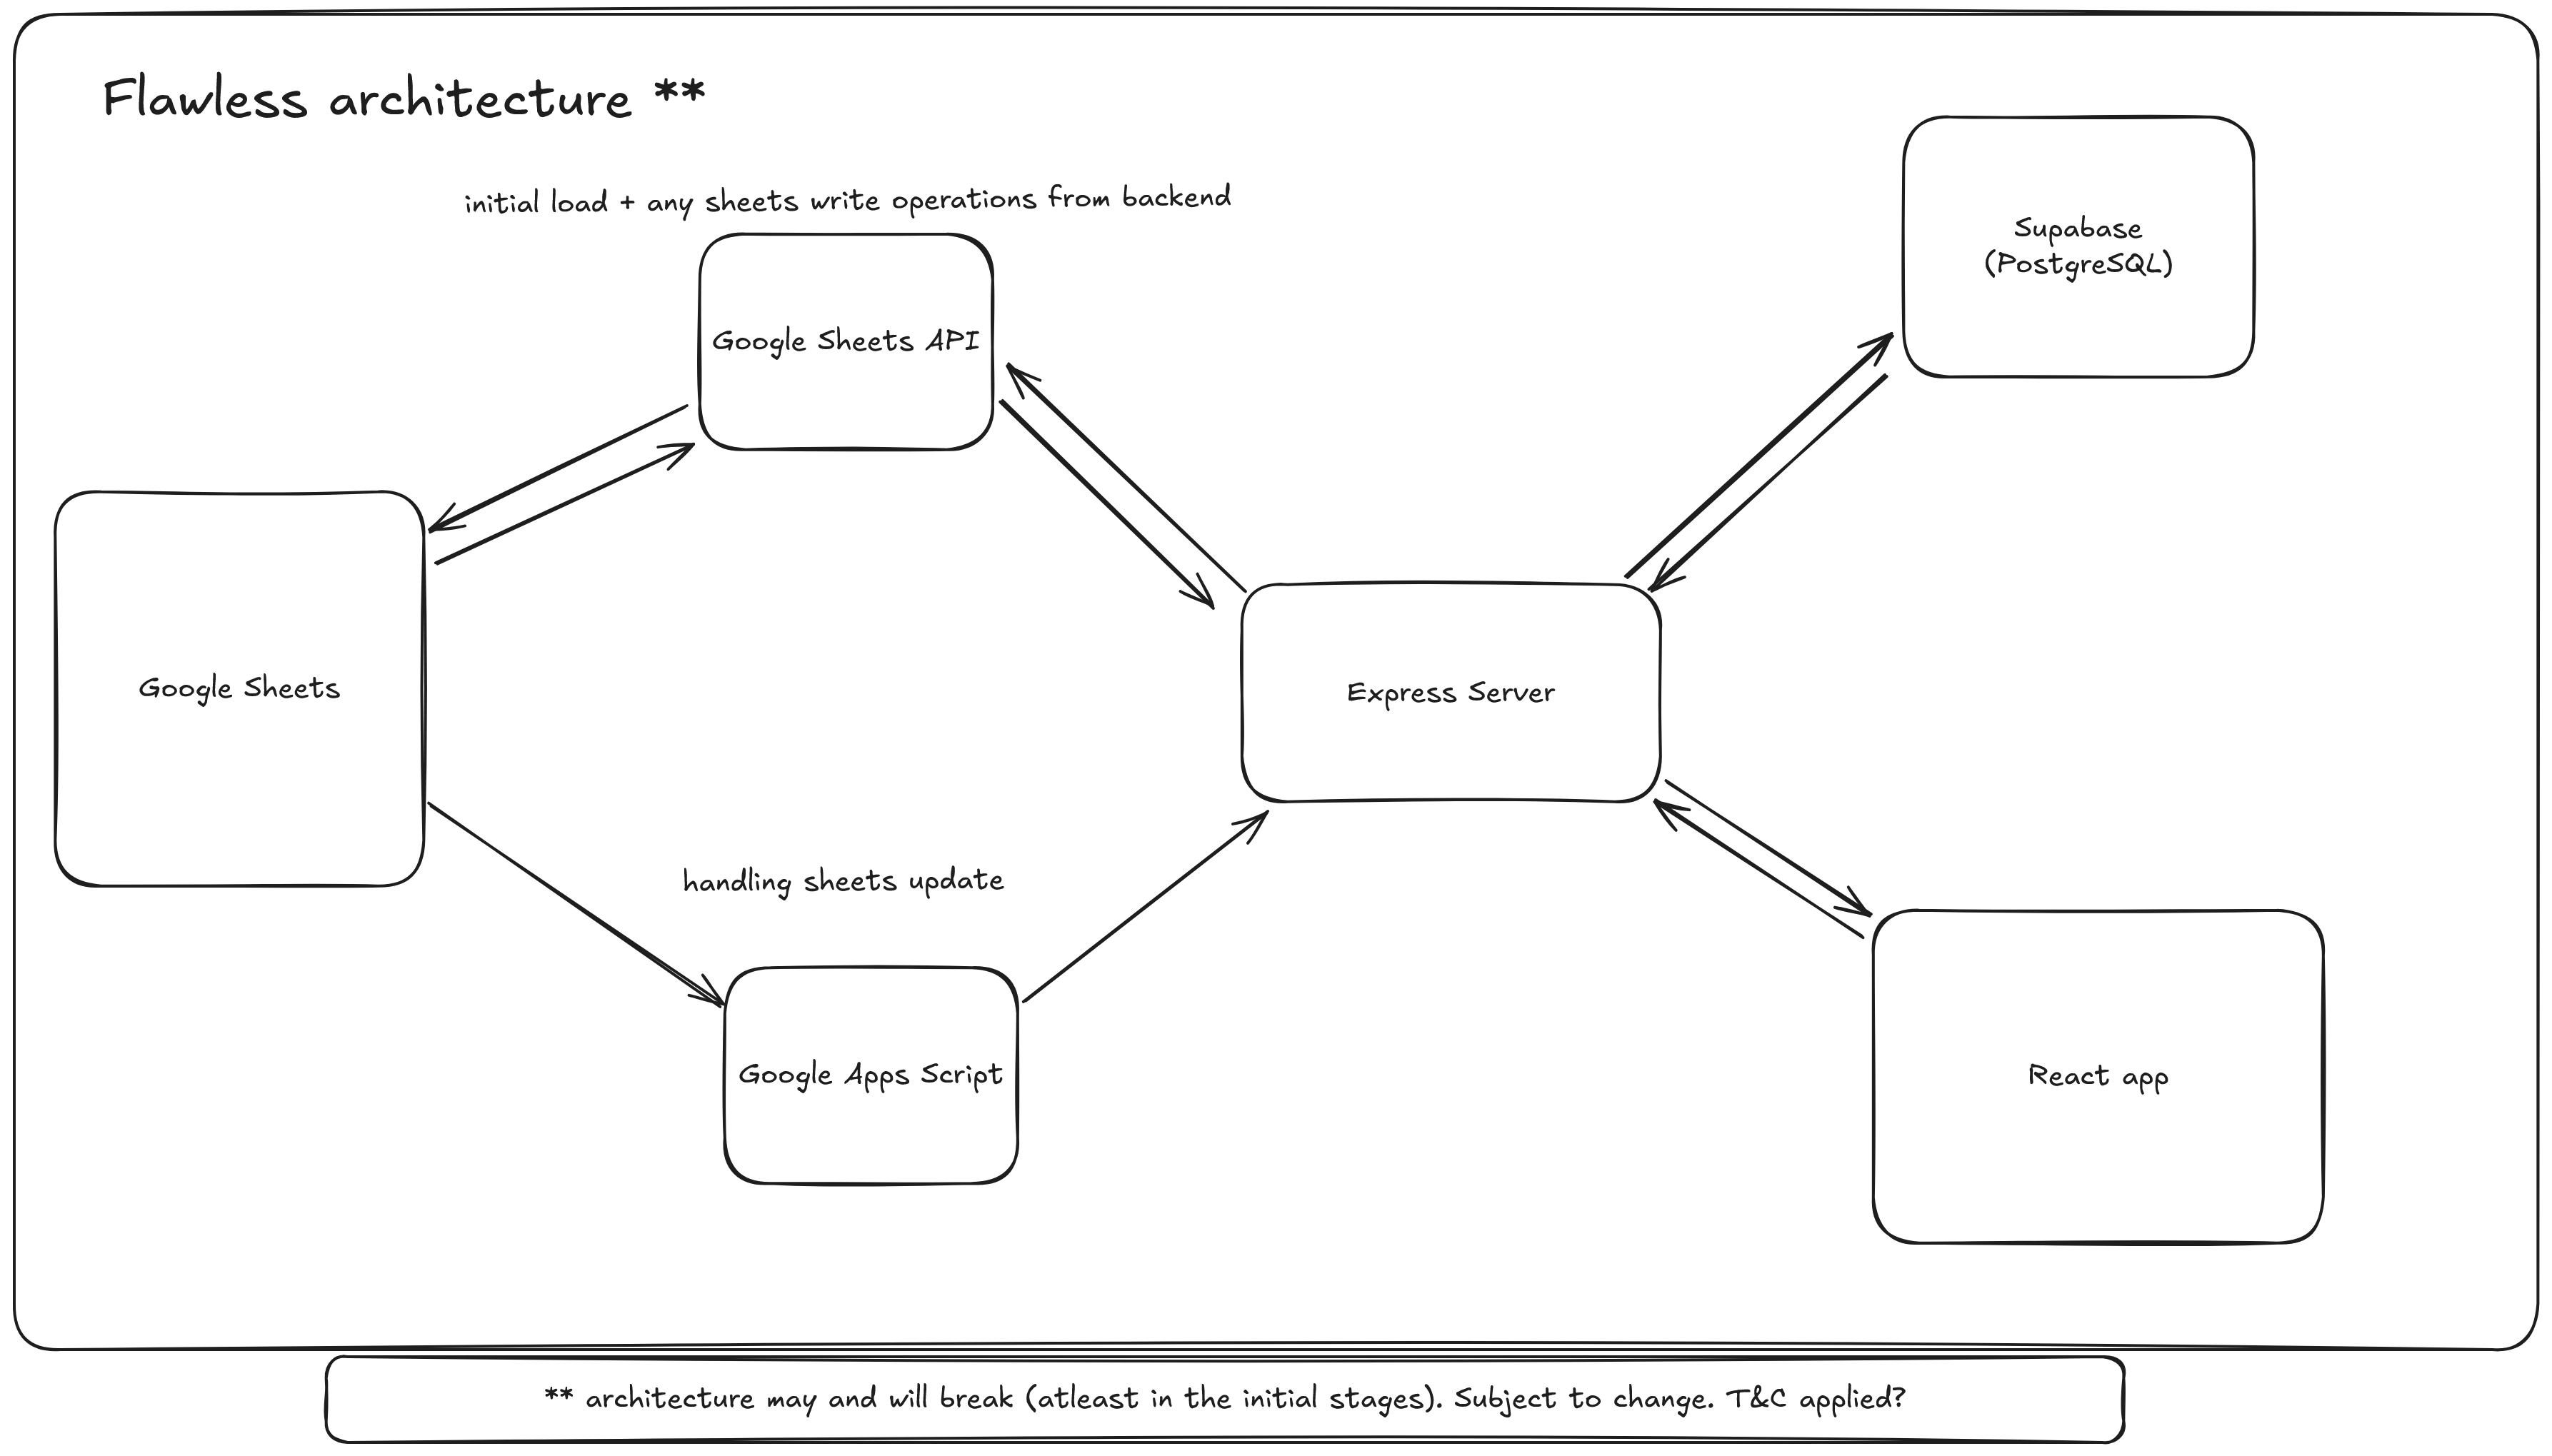 Flawless architecture **
initial load + any sheets write operations from backend
Supabase
(PostgreSQL)
Google Sheets API
Google Sheets
Express Server
handling sheets update
Google Apps Script
React app
** architecture may and will break (atleast in the initial stages). Subject to change. T&C applied?